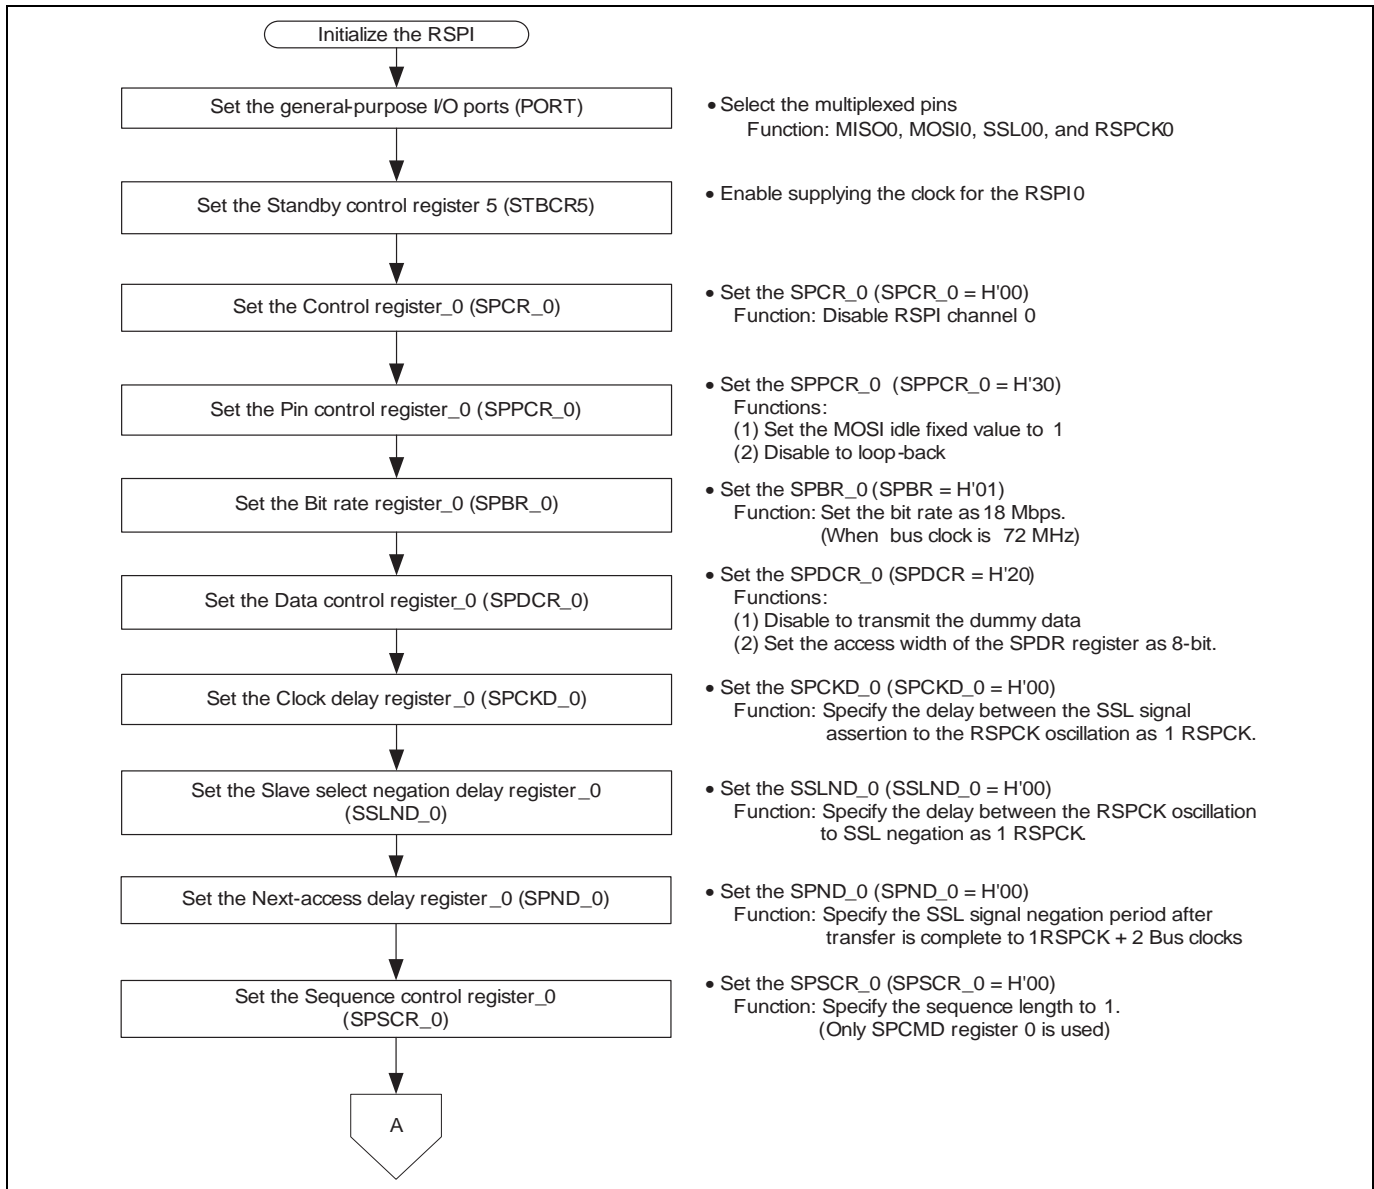 Initialize the RSPI
Set the general-purpose I/O ports (PORT)
• Select the multiplexed pins
Function: MISO0, MOSI0, SSL00, and RSPCK0
Set the Standby control register 5 (STBCR5)
• Enable supplying the clock for the RSPI0
Set the Control register_0 (SPCR_0)
• Set the SPCR_0 (SPCR_0 = H'00)
Function: Disable RSPI channel 0
Set the Pin control register_0 (SPPCR_0)
• Set the SPPCR_0 (SPPCR_0 = H'30)
Functions:
(1) Set the MOSI idle fixed value to 1
(2) Disable to loop-back
Set the Bit rate register_0 (SPBR_0)
• Set the SPBR_0 (SPBR = H'01)
Function: Set the bit rate as 18 Mbps.
(When bus clock is 72 MHz)
Set the Data control register_0 (SPDCR_0)
• Set the SPDCR_0 (SPDCR = H'20)
Functions:
(1) Disable to transmit the dummy data
(2) Set the access width of the SPDR register as 8-bit.
Set the Clock delay register_0 (SPCKD_0)
• Set the SPCKD_0 (SPCKD_0 = H'00)
Function: Specify the delay between the SSL signal
assertion to the RSPCK oscillation as 1 RSPCK.
Set the Slave select negation delay register_0
(SSLND_0)
• Set the SSLND_0 (SSLND_0 = H'00)
Function: Specify the delay between the RSPCK oscillation
to SSL negation as 1 RSPCK.
Set the Next-access delay register_0 (SPND_0)
• Set the SPND_0 (SPND_0 = H'00)
Function: Specify the SSL signal negation period after
transfer is complete to 1RSPCK + 2 Bus clocks
Set the Sequence control register_0
(SPSCR_0)
• Set the SPSCR_0 (SPSCR_0 = H'00)
Function: Specify the sequence length to 1.
(Only SPCMD register 0 is used)
A